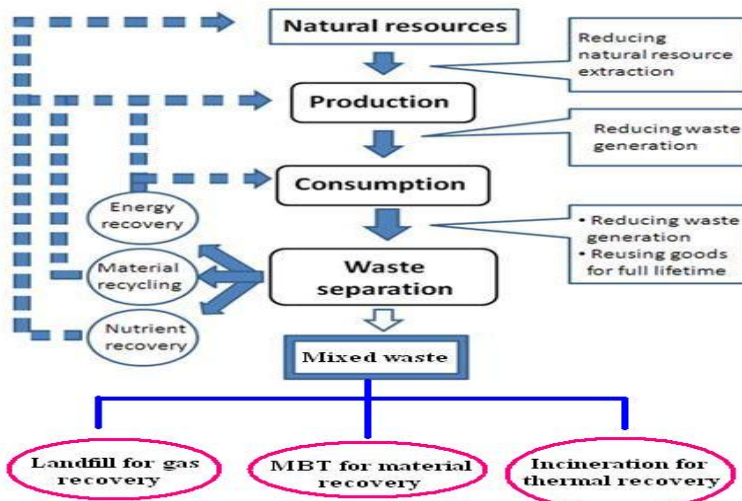 Natural resources
Reducing
natural resource
extraction
Production
Reducing waste
generation
Consumption
• Reducing waste
generation
• Reusing goods
for full lifetime
Energy
recovery
Material
recycling
Nutrient
recovery
Waste
separation
Mixed waste
Landfill for gas
recovery
MBT for material
recovery
Incineration for
thermal recovery